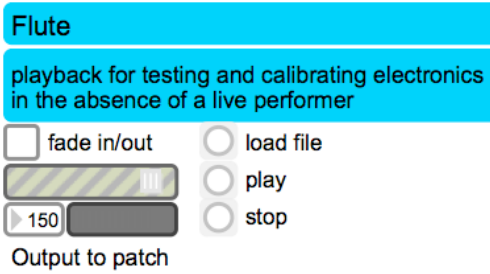 Flute
playback for testing and calibrating electronics
in the absence of a live performer
fade in/out
load file
play
150
stop
Output to patch